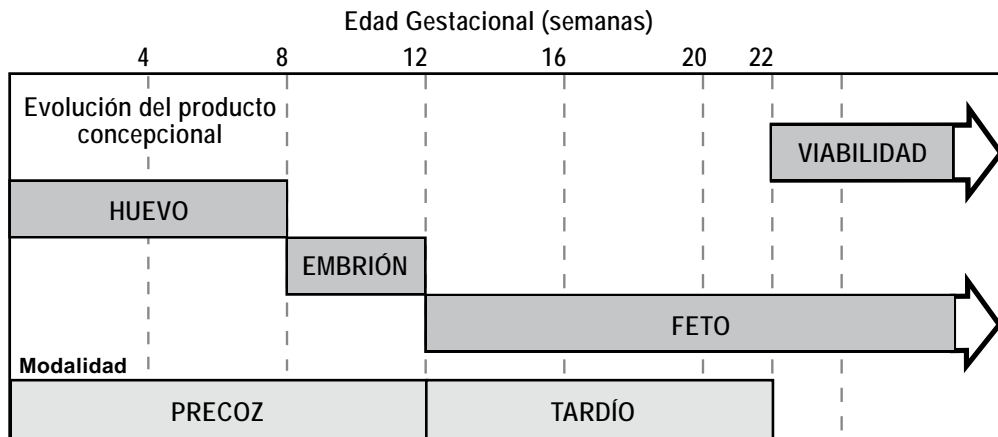 Edad Gestacional (semanas)
4 8 12 16 20 22
Evolución del producto
concepcional
VIABILIDAD
HUEVO
EMBRIÓN
FETO
Modalidad
PRECOZ TARDÍO